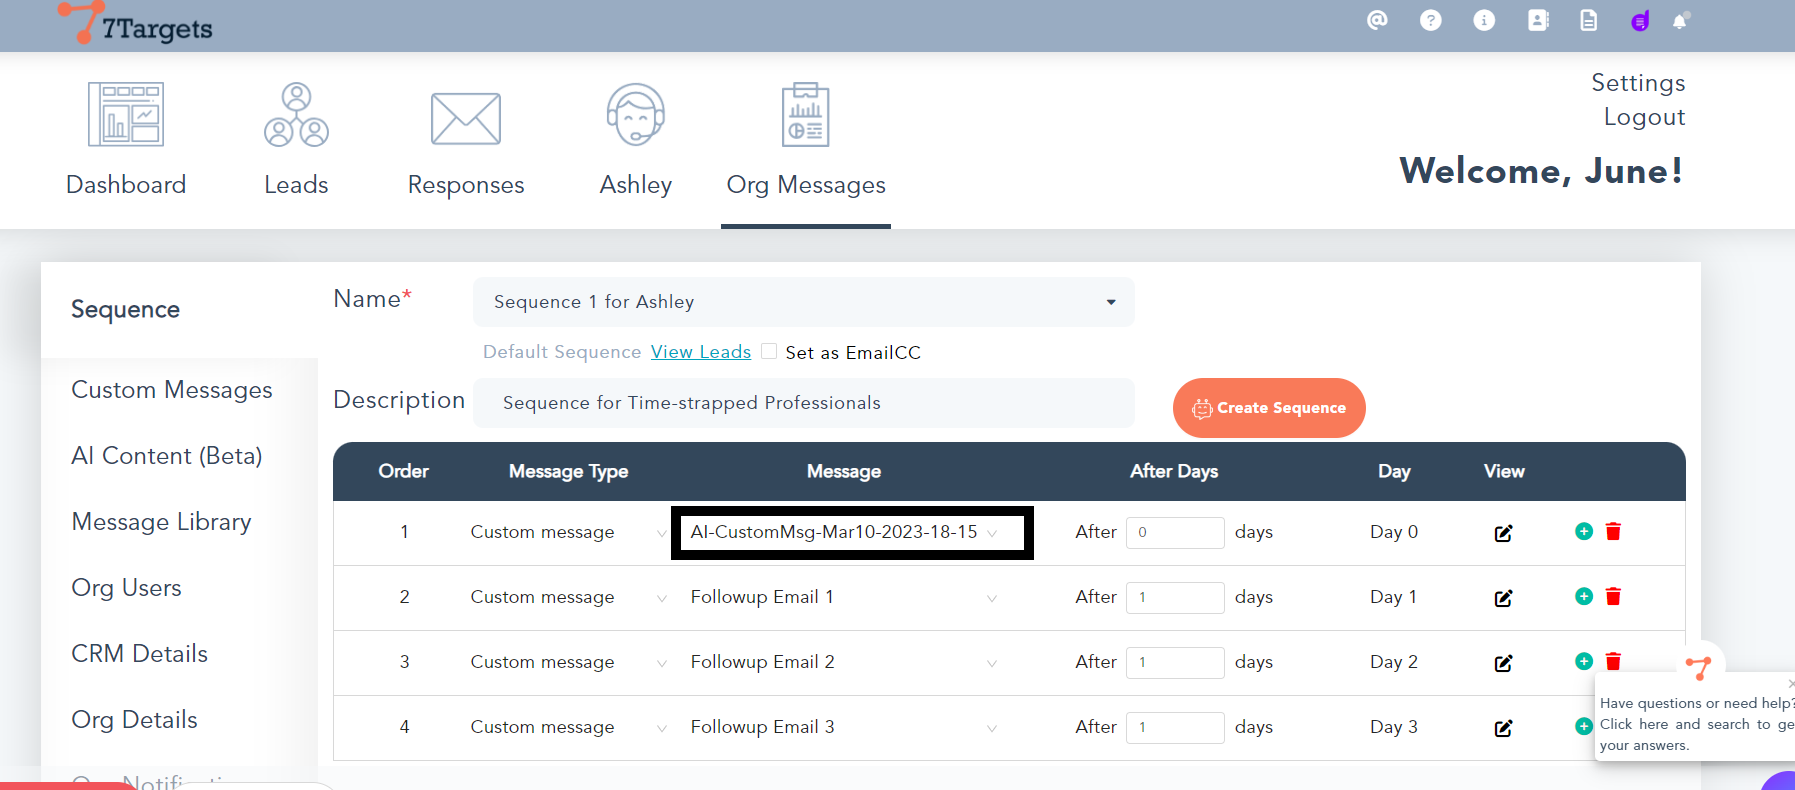 7Targets
Settings
Logout
Welcome, June!
Dashboard
Leads
Responses
Ashley
Org Messages
Sequence
Custom Messages
AI Content (Beta)
Message Library
Org Users
CRM Details
Org Details
Name*
Sequence 1 for Ashley
Default Sequence View Leads Set as EmailCC
Description
Sequence for Time-strapped Professionals
Create Sequence
Order Message Type Message After Days Day View
1 Custom message AI-CustomMsg-Mar10-2023-18-15 After 0 days Day 0
2 Custom message Followup Email 1 After 1 days Day 1
3 Custom message Followup Email 2 After 1 days Day 2
4 Custom message Followup Email 3 After 1 days Day 3
Have questions or need help?
Click here and search to ge
your answers.